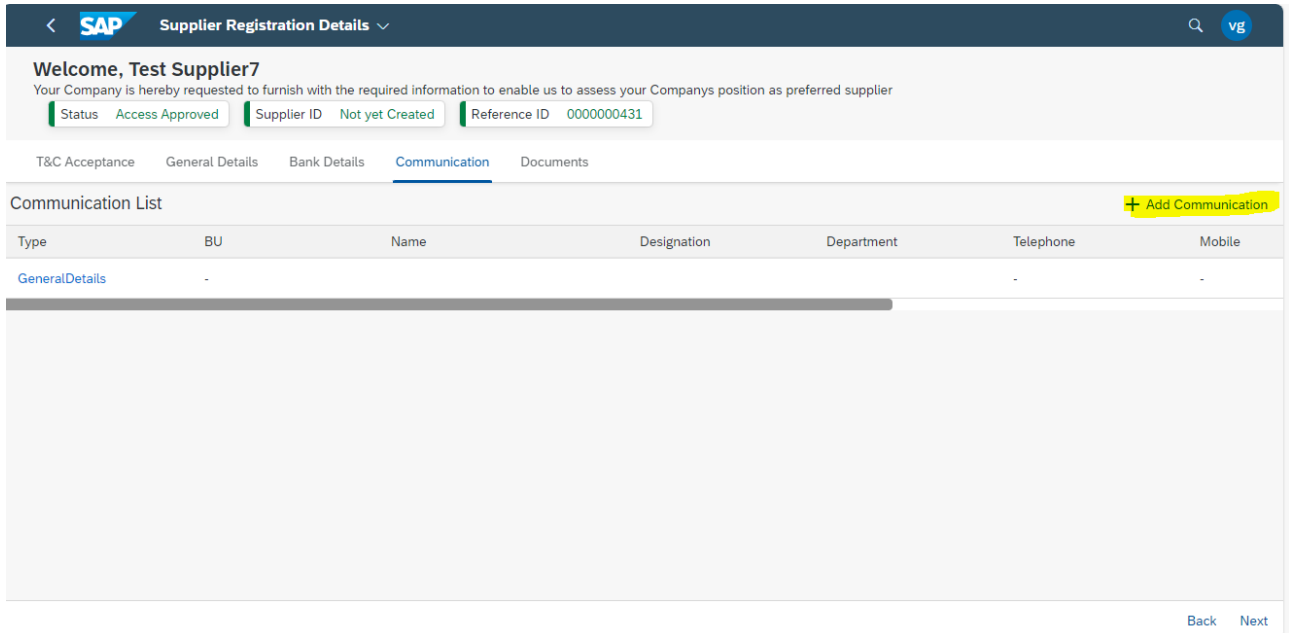 SAP Supplier Registration Details vg
Welcome, Test Supplier7
Your Company is hereby requested to furnish with the required information to enable us to assess your Companys position as preferred supplier
Status Access Approved Supplier ID Not yet Created Reference ID 0000000431
T&C Acceptance General Details Bank Details Communication Documents
Communication List + Add Communication
Type BU Name Designation Department Telephone Mobile
GeneralDetails - - -
Back Next